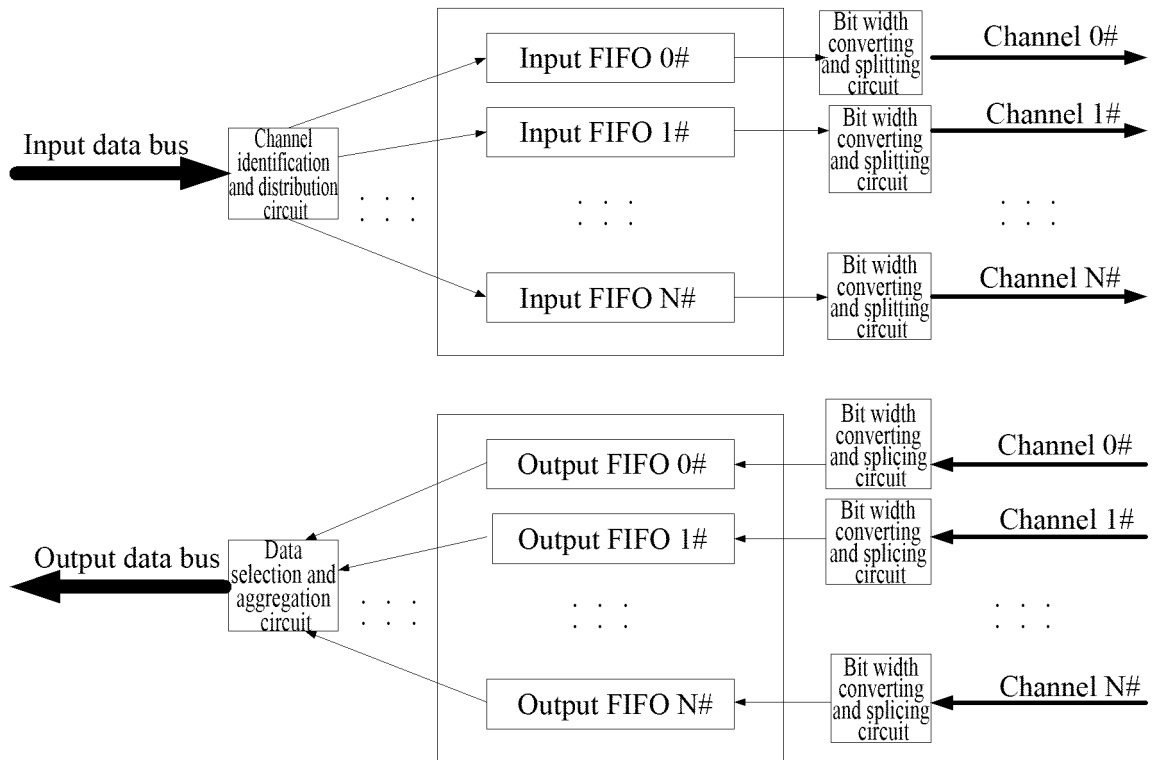 Input data bus
Channel
identification
and distribution
circuit
Input FIFO 0#
Bit width
converting
and splitting
circuit
Channel 0#
Input FIFO 1#
Bit width
converting
and splitting
circuit
Channel 1#
Input FIFO N#
Bit width
converting
and splitting
circuit
Channel N#
Output data bus
Data
selection and
aggregation
circuit
Output FIFO 0#
Bit width
converting
and splicing
circuit
Channel 0#
Output FIFO 1#
Bit width
converting
and splicing
circuit
Channel 1#
Output FIFO N#
Bit width
converting
and splicing
circuit
Channel N#